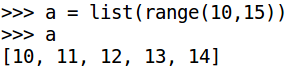 >>> a = list(range(10,15))
>>> a
[10, 11, 12, 13, 14]